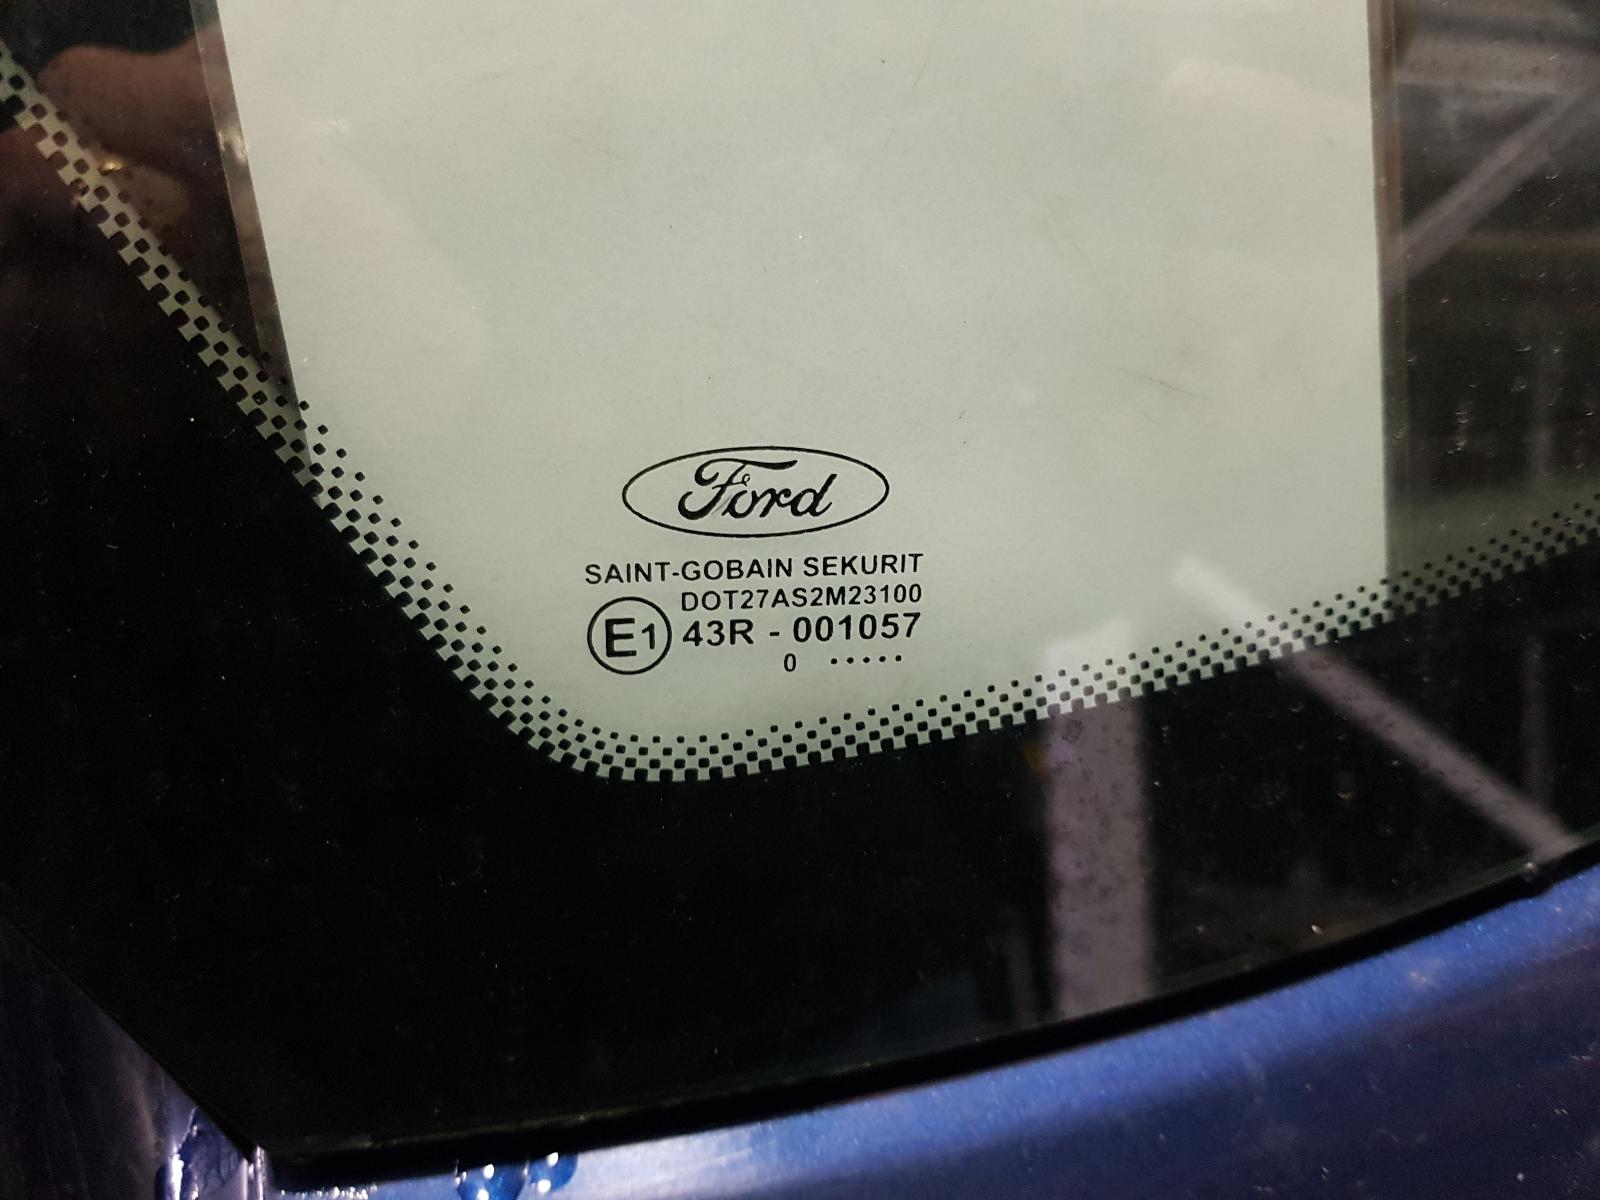 Ford
SAINT-GOBAIN SEKURIT
DOT27AS2M23100
E1 43R - 001057
0 .....